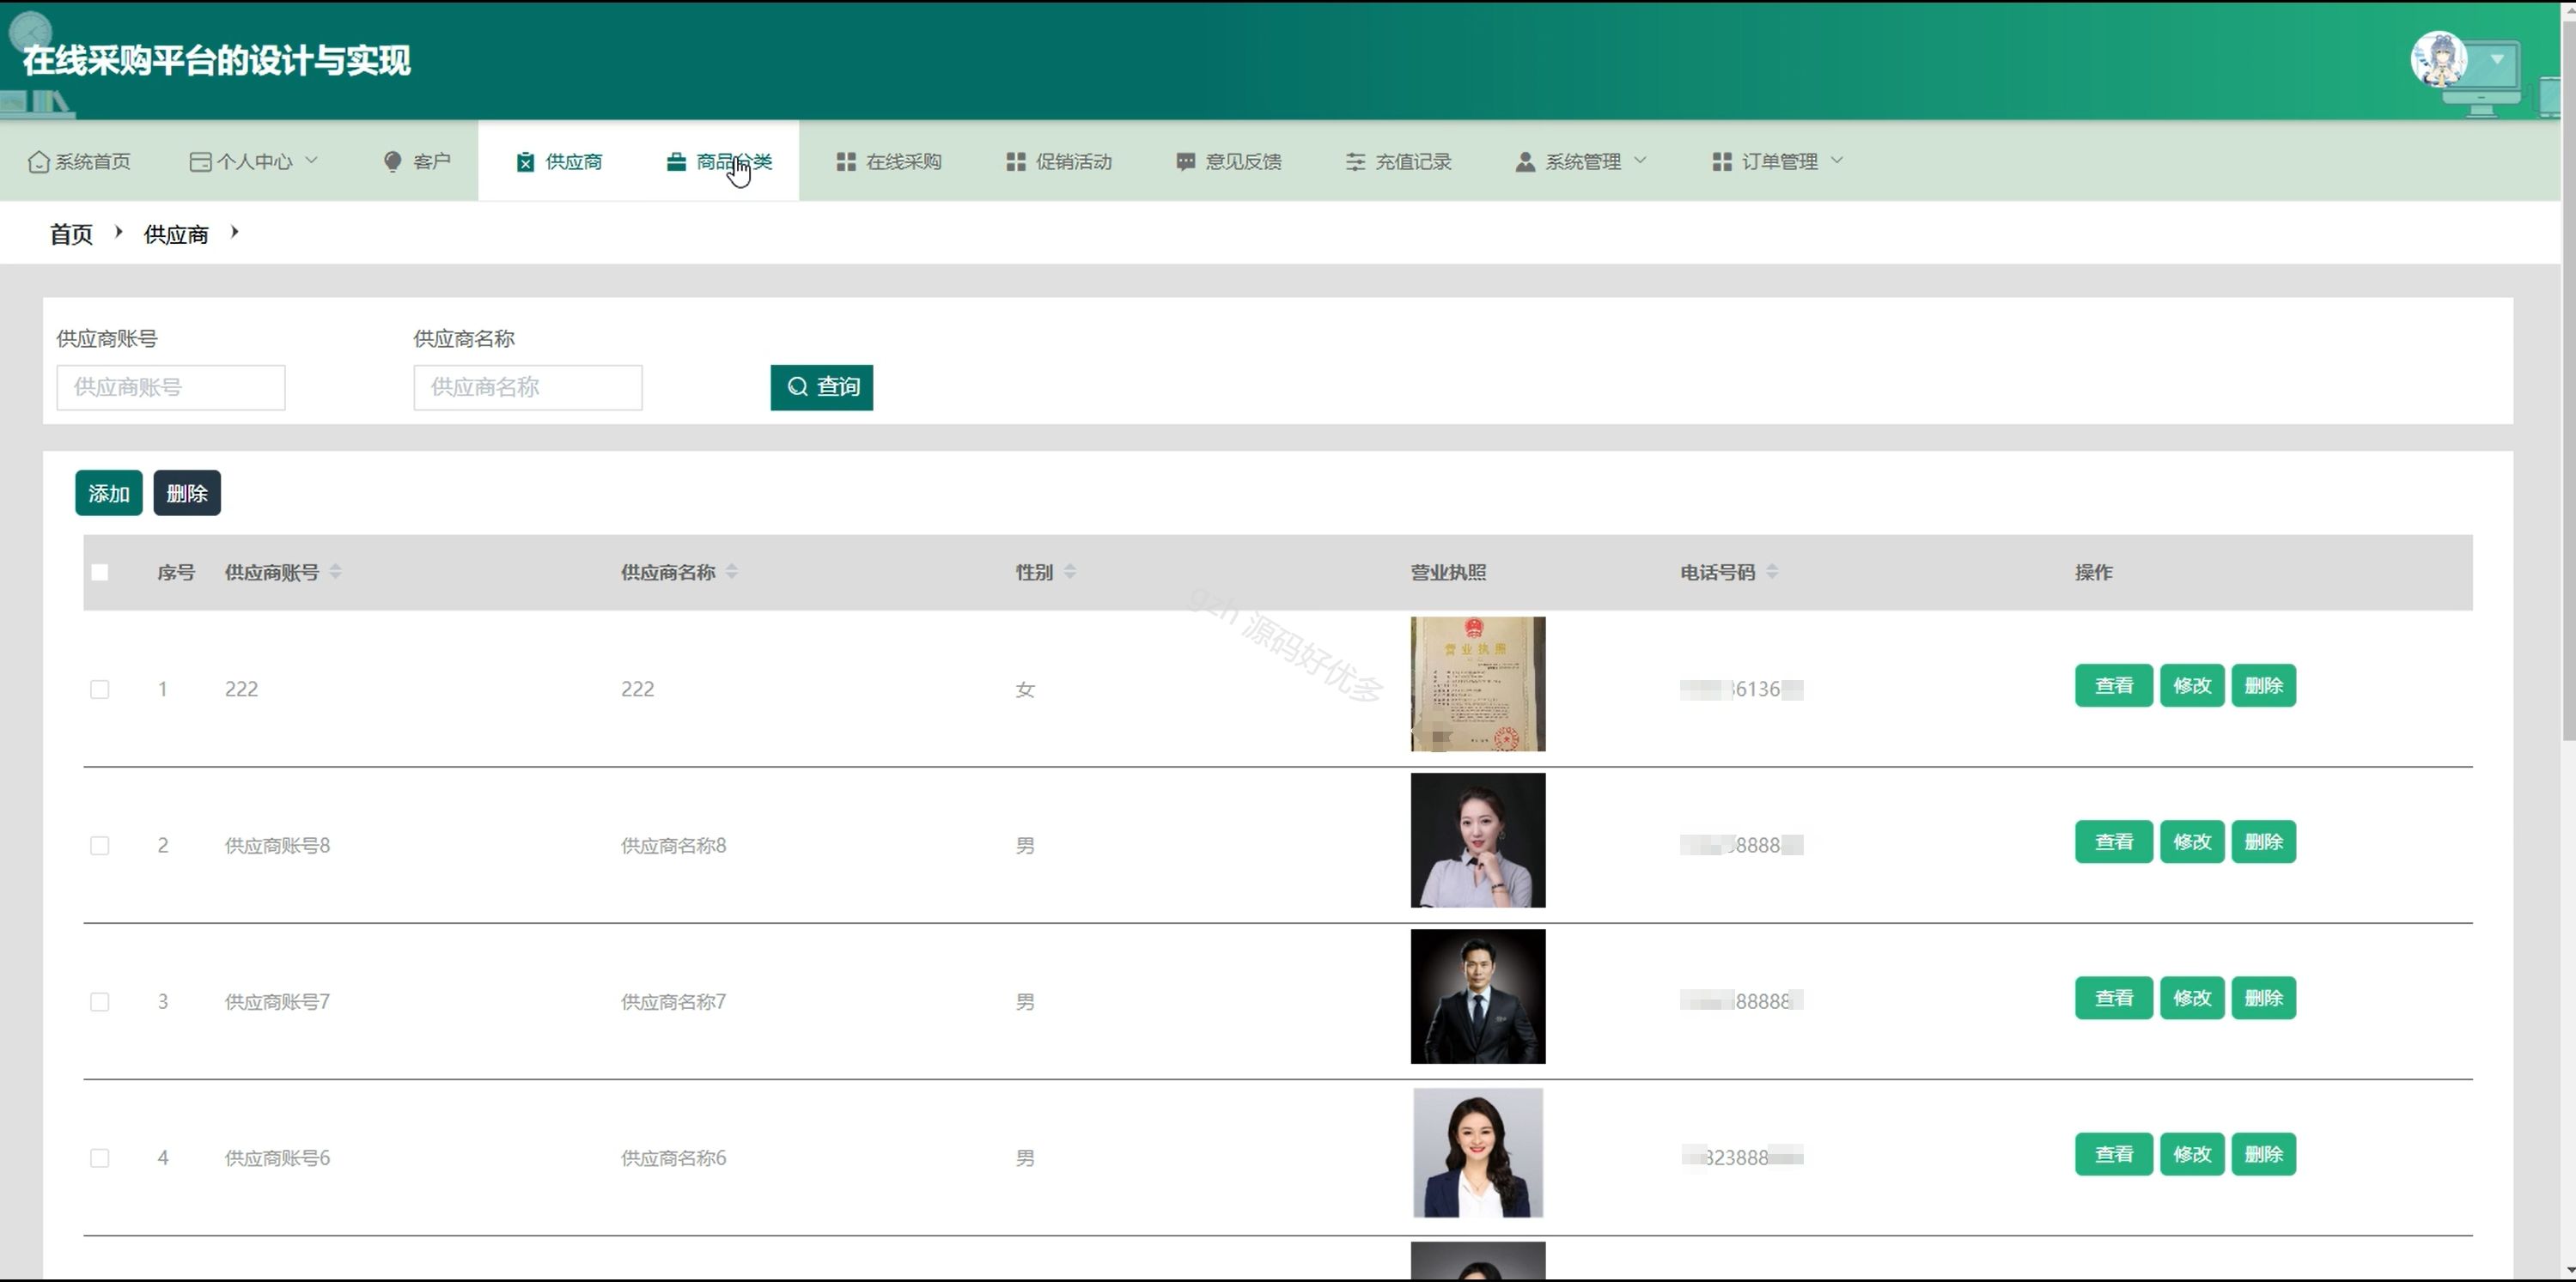 在线采购平台的设计与实现
系统首页 个人中心 客户 供应商 商品分类 在线采购 促销活动 意见反馈 充值记录 系统管理 订单管理
首页 供应商
供应商账号 供应商名称
供应商账号 供应商名称 查询
添加 删除
序号 供应商账号 供应商名称 性别 营业执照 电话号码 操作
gzh 源码好优多
营业执照
1 222 222 女 6136 查看 修改 删除
2 供应商账号8 供应商名称8 男 8888 查看 修改 删除
3 供应商账号7 供应商名称7 男 88888 查看 修改 删除
4 供应商账号6 供应商名称6 男 323888 查看 修改 删除